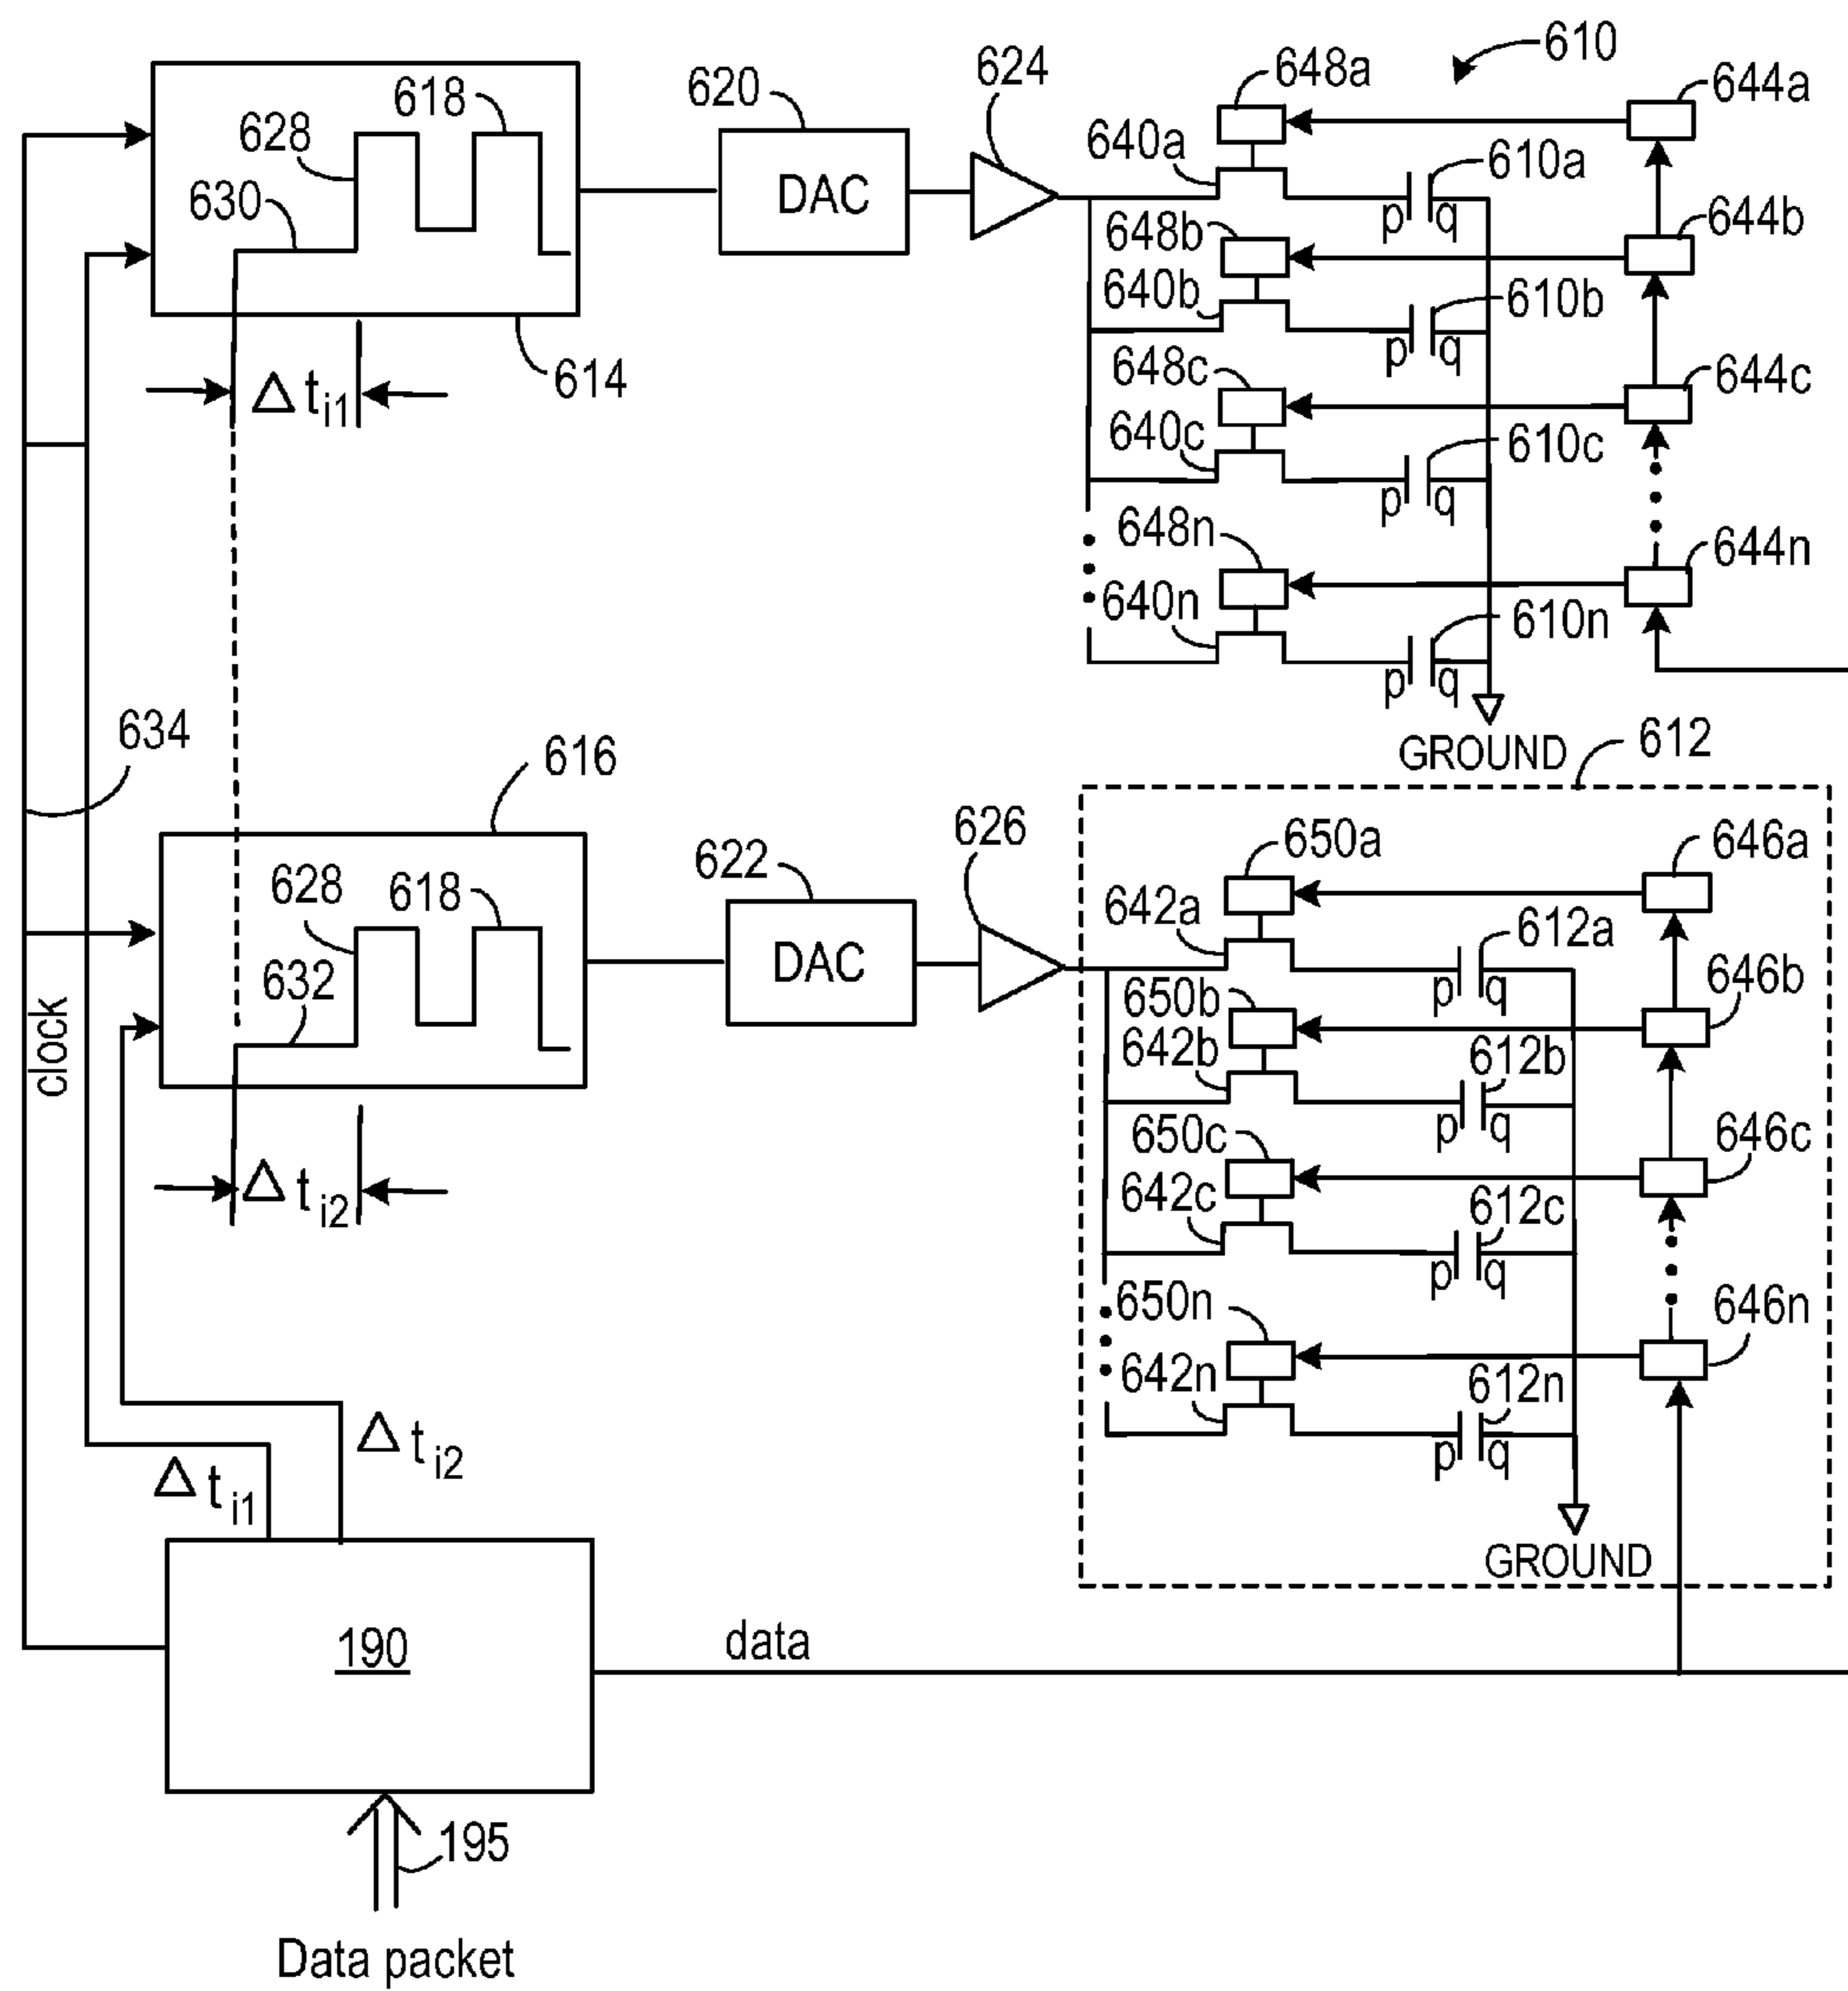 610
648a
644a
624
620
618
628
640a
610a
DAC
630
648b
644b
p q
640b
610b
p q
648c
644c
614
Δ ti1
640c
610c
p q
648n
644n
640n
610n
p q
634
GROUND
612
616
626
650a
646a
622
628
618
642a
612a
DAC
632
650b
646b
p q
clock
642b
612b
p q
650c
646c
Δ ti2
642c
612c
p q
650n
646n
642n
612n
Δ ti2
p q
Δ ti1
GROUND
190
data
195
Data packet